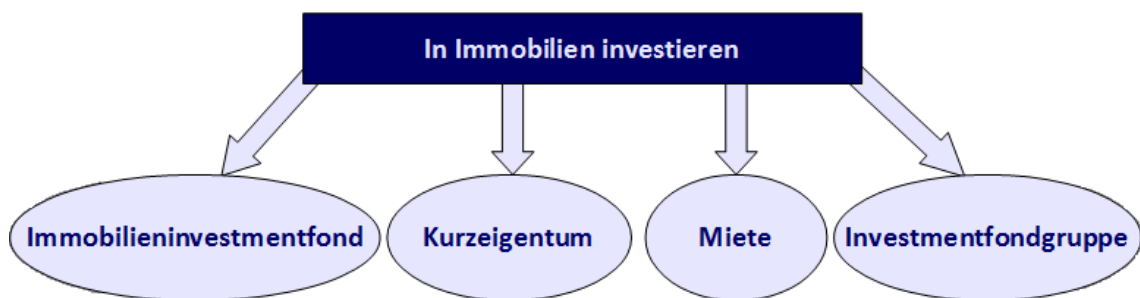 In Immobilien investieren
Immobilieninvestmentfond
Kurzeigentum
Miete
Investmentfondgruppe